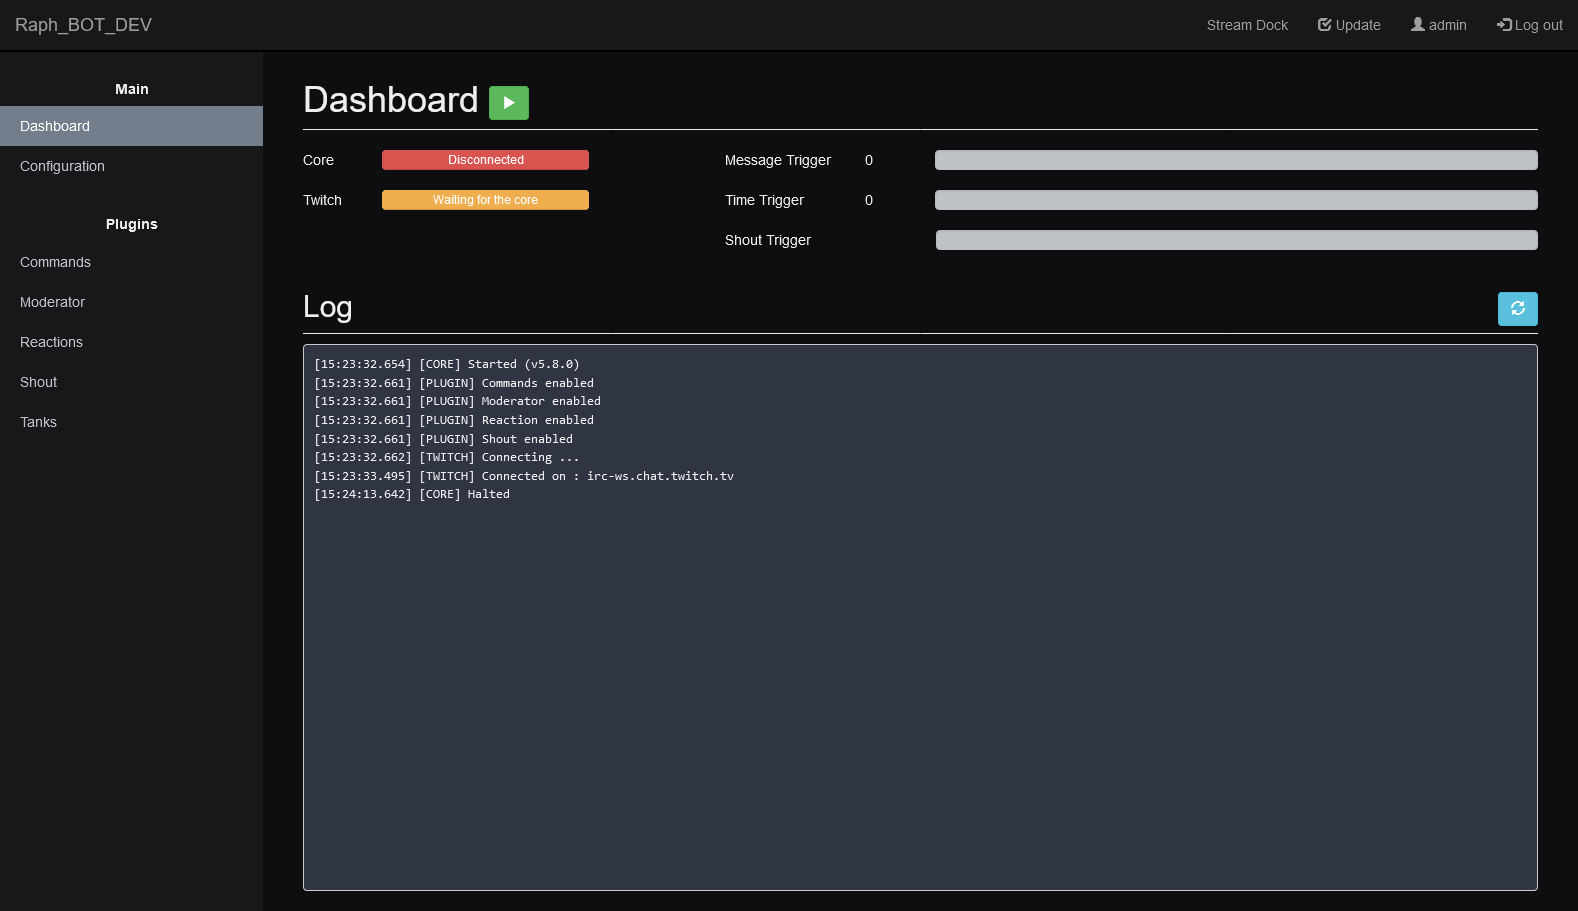 Raph_BOT_DEV
Stream Dock Update admin Log out
Main
Dashboard
Configuration
Plugins
Commands
Moderator
Reactions
Shout
Tanks
Dashboard
Core Disconnected
Twitch Waiting for the core
Message Trigger 0
Time Trigger 0
Shout Trigger
Log
[15:23:32.654] [CORE] Started (v5.8.0)
[15:23:32.661] [PLUGIN] Commands enabled
[15:23:32.661] [PLUGIN] Moderator enabled
[15:23:32.661] [PLUGIN] Reaction enabled
[15:23:32.661] [PLUGIN] Shout enabled
[15:23:32.662] [TWITCH] Connecting ...
[15:23:33.495] [TWITCH] Connected on : irc-ws.chat.twitch.tv
[15:24:13.642] [CORE] Halted